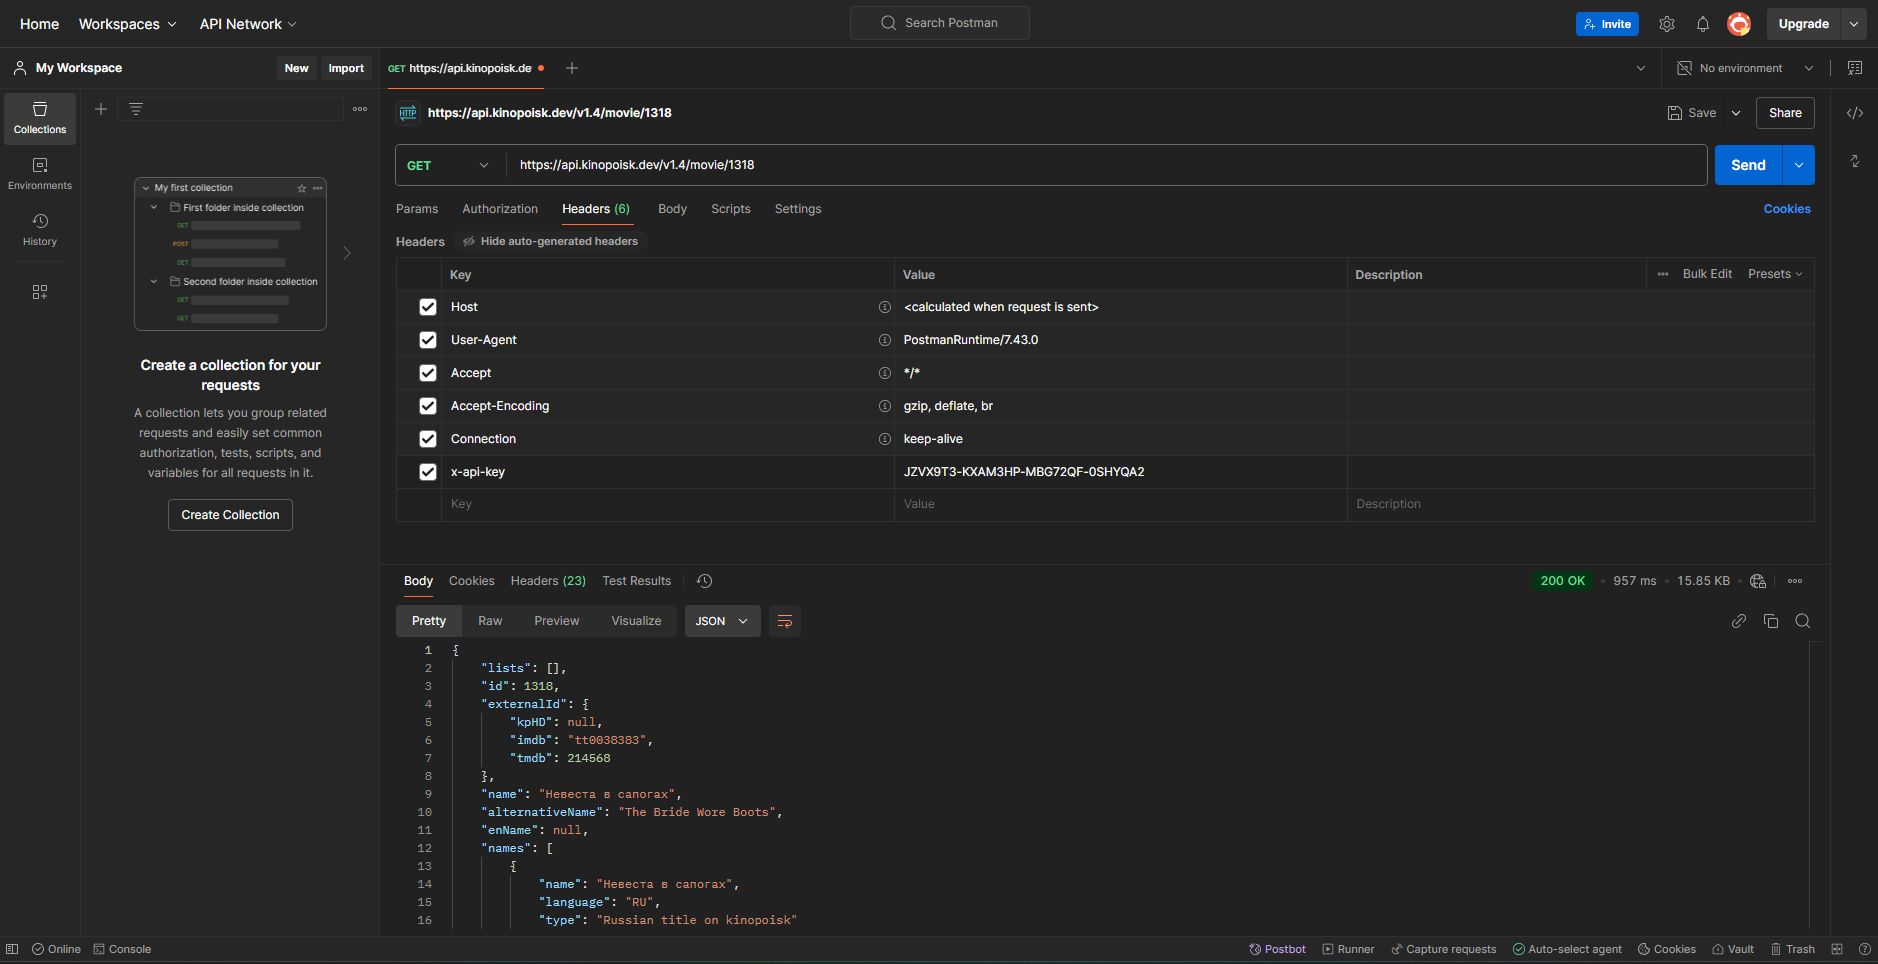 Home Workspaces API Network Search Postman Invite Upgrade
My Workspace New Import GET https://api.kinopoisk.de No environment
Collections
Environments
History
My first collection
First folder inside collection
GET
POST
GET
Second folder inside collection
GET
GET
Create a collection for your
requests
A collection lets you group related
requests and easily set common
authorization, tests, scripts, and
variables for all requests in it.
Create Collection
HTTP https://api.kinopoisk.dev/v1.4/movie/1318 Save Share
GET https://api.kinopoisk.dev/v1.4/movie/1318 Send
Params Authorization Headers (6) Body Scripts Settings Cookies
Headers Hide auto-generated headers
Key Value Description Bulk Edit Presets
Host <calculated when request is sent>
User-Agent PostmanRuntime/7.43.0
Accept */*
Accept-Encoding gzip, deflate, br
Connection keep-alive
x-api-key JZVX9T3-KXAM3HP-MBG72QF-0SHYQA2
Key Value Description
Body Cookies Headers (23) Test Results 200 OK 957 ms 15.85 KB
Pretty Raw Preview Visualize JSON
1 {
2 "lists": [],
3 "id": 1318,
4 "externalId": {
5 "kpHD": null,
6 "imdb": "tt0038383",
7 "tmdb": 214568
8 },
9 "name": "Невеста в сапогах",
10 "alternativeName": "The Bride Wore Boots",
11 "enName": null,
12 "names": [
13 {
14 "name": "Невеста в сапогах",
15 "language": "RU",
16 "type": "Russian title on kinopoisk"
Online Console Postbot Runner Capture requests Auto-select agent Cookies Vault Trash